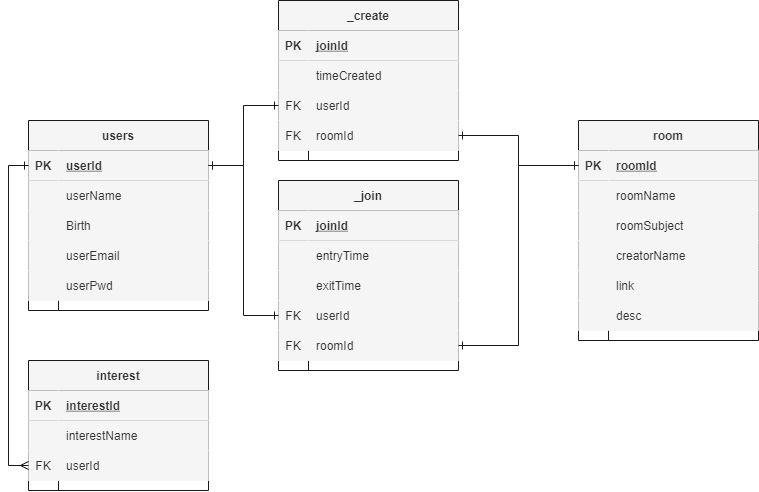 _create
PK joinId
timeCreated
FK userId
FK roomId
users
PK userId
userName
Birth
userEmail
userPwd
_join
PK joinId
entryTime
exitTime
FK userId
FK roomId
room
PK roomId
roomName
roomSubject
creatorName
link
desc
interest
PK interestId
interestName
FK userId